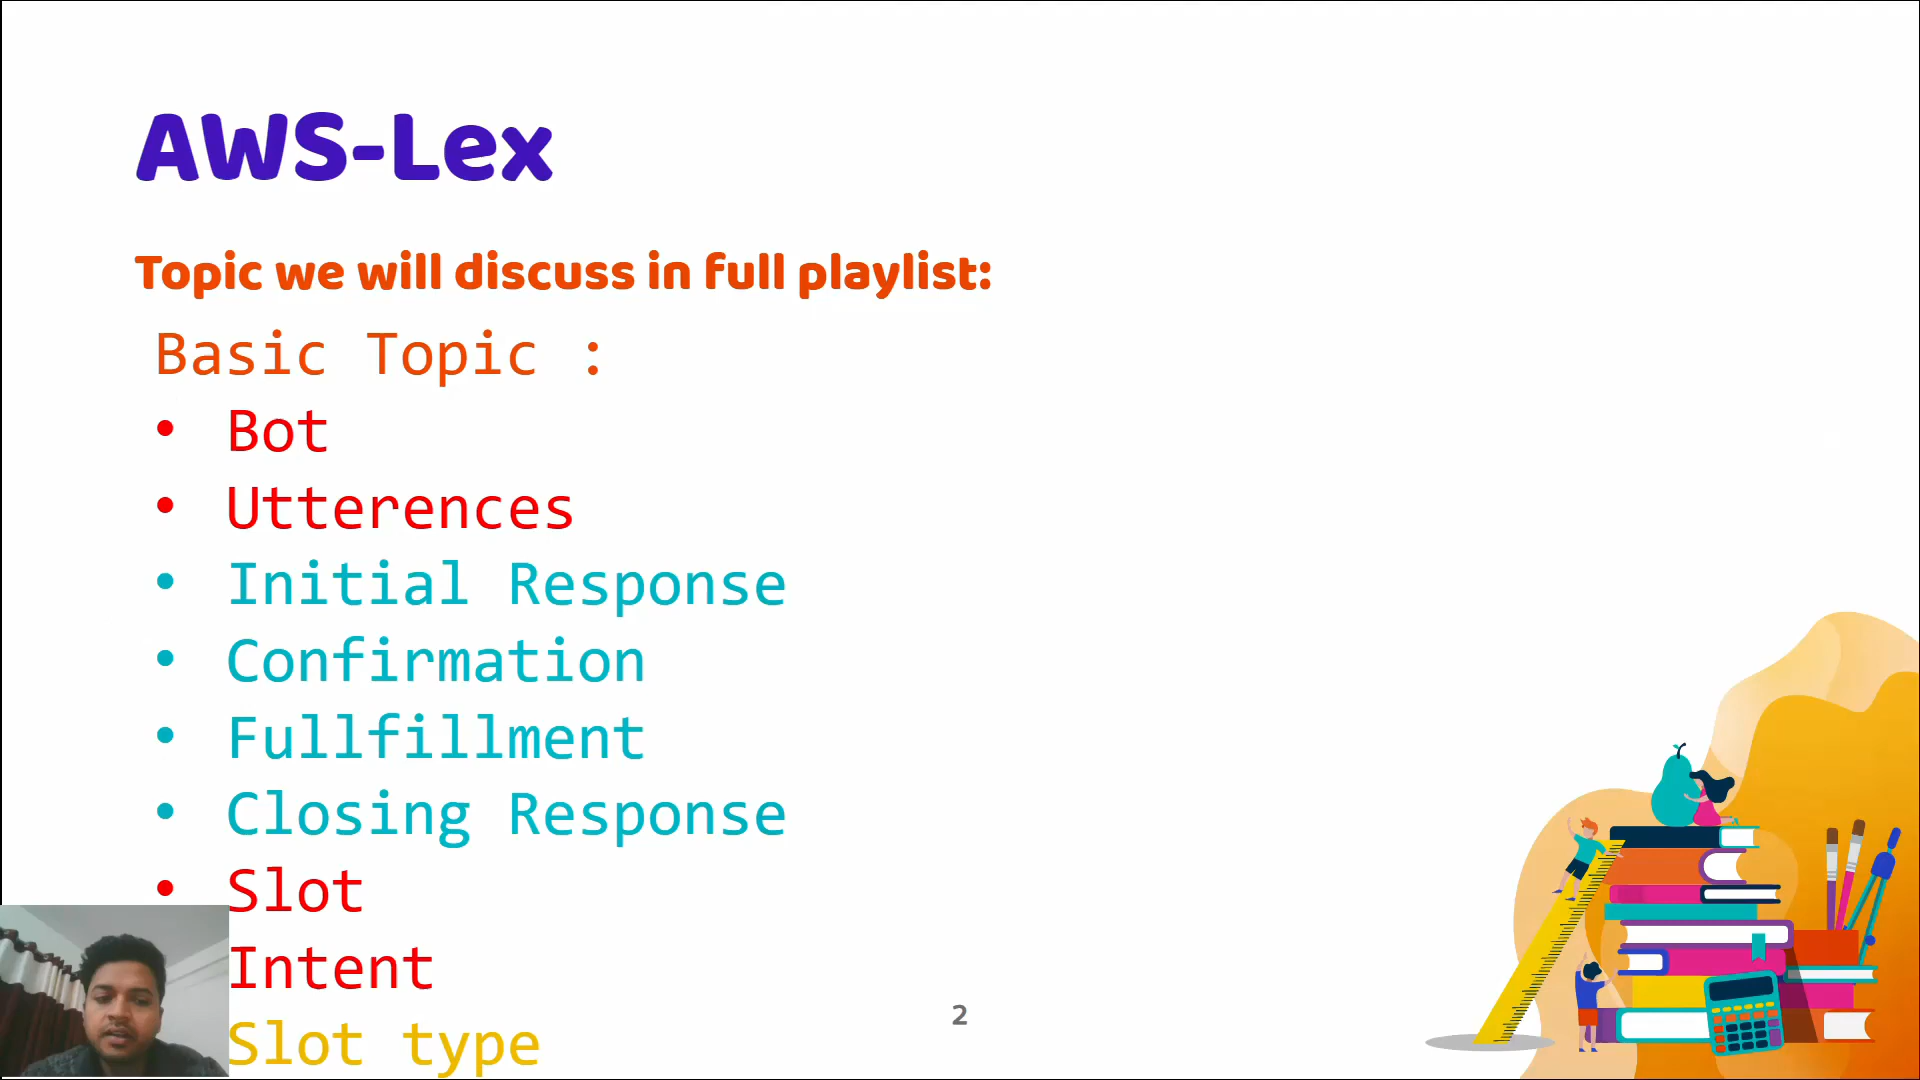 AWS-Lex
Topic we will discuss in full playlist:
Basic Topic :
• Bot
• Utterences
• Initial Response
• Confirmation
• Fullfillment
• Closing Response
• Slot
Intent
Slot type
2